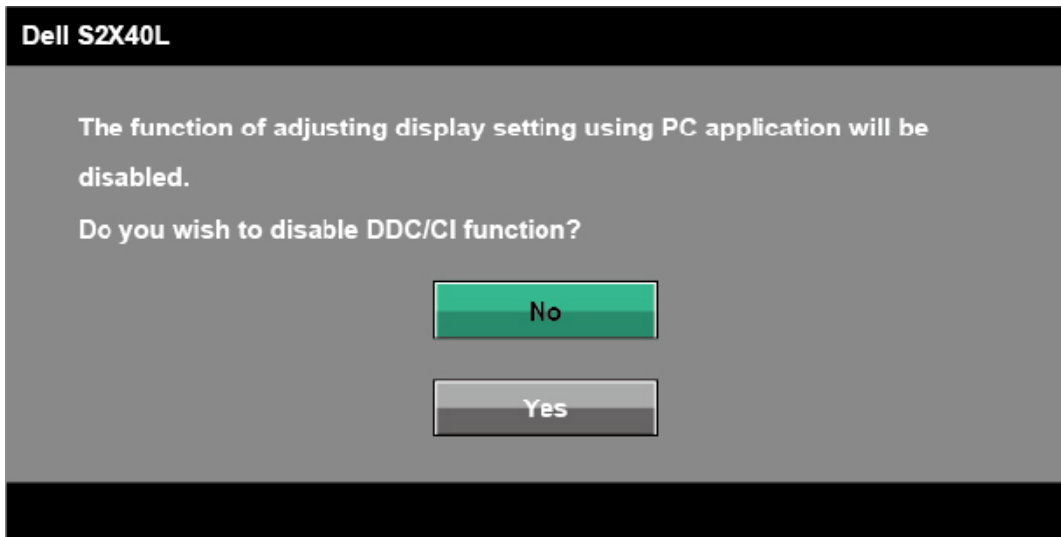 Dell S2X40L
The function of adjusting display setting using PC application will be
disabled.
Do you wish to disable DDC/CI function?
No
Yes